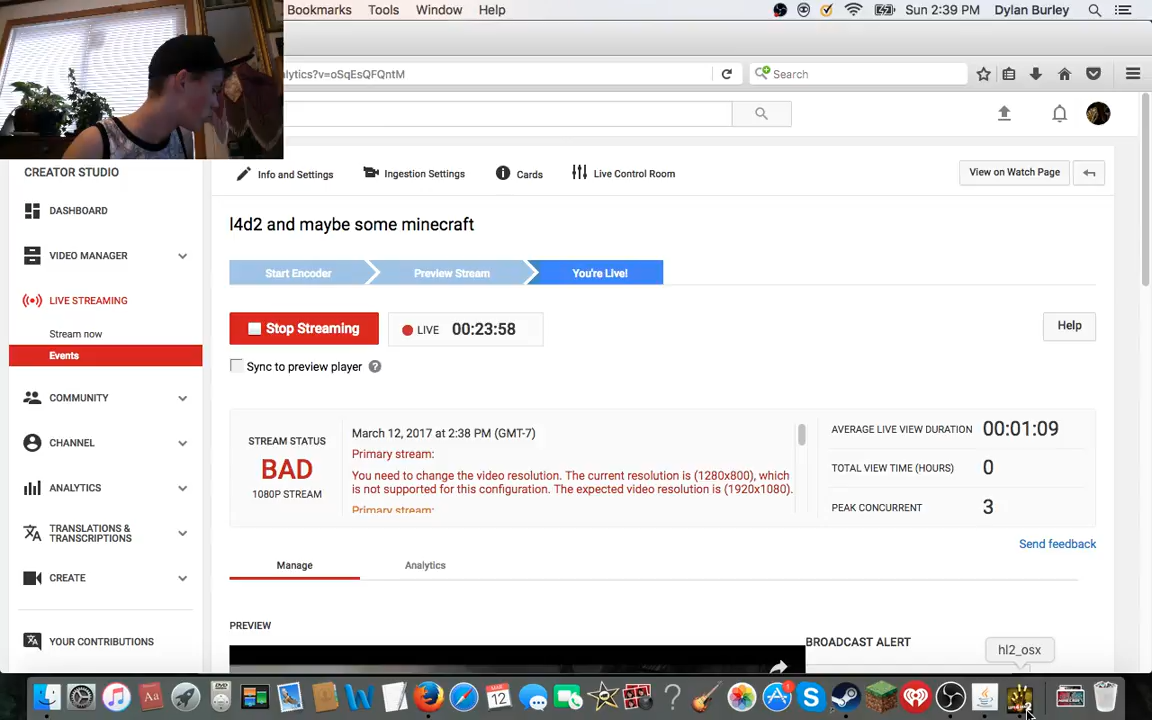 Bookmarks Tools Window Help Sun 2:39 PM Dylan Burley
lytics?v=oSqEsQFQntM Search
CREATOR STUDIO
DASHBOARD
VIDEO MANAGER
LIVE STREAMING
Stream now
Events
COMMUNITY
CHANNEL
ANALYTICS
TRANSLATIONS &
TRANSCRIPTIONS
CREATE
YOUR CONTRIBUTIONS
Info and Settings Ingestion Settings Cards Live Control Room View on Watch Page
l4d2 and maybe some minecraft
Start Encoder Preview Stream You're Live!
Stop Streaming LIVE 00:23:58 Help
Sync to preview player ?
STREAM STATUS
BAD
1080P STREAM
March 12, 2017 at 2:38 PM (GMT-7)
Primary stream:
You need to change the video resolution. The current resolution is (1280x800), which
is not supported for this configuration. The expected video resolution is (1920x1080).
Primary stream:
AVERAGE LIVE VIEW DURATION 00:01:09
TOTAL VIEW TIME (HOURS) 0
PEAK CONCURRENT 3
Send feedback
Manage Analytics
PREVIEW
BROADCAST ALERT
hl2_osx